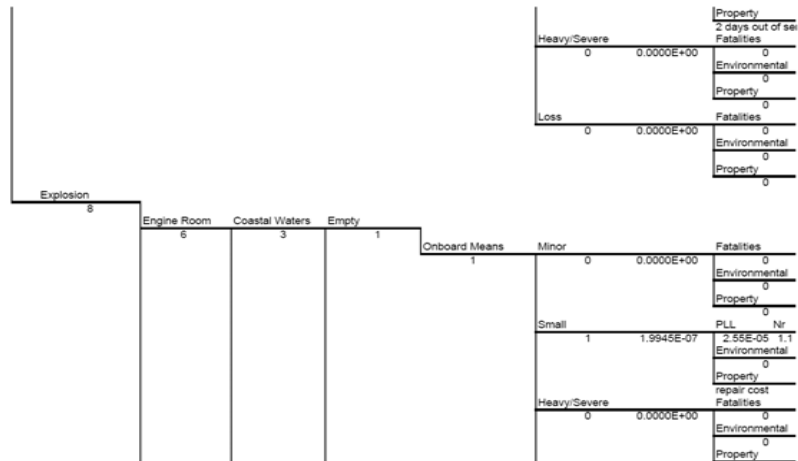 Property
2 days out of se
Heavy/Severe Fatalities
0 0.0000E+00 0
Environmental
0
Property
0
Loss Fatalities
0 0.0000E+00 0
Environmental
0
Property
0
Explosion
8
Engine Room Coastal Waters Empty
6 3 1
Onboard Means Minor Fatalities
1 0 0.0000E+00 0
Environmental
0
Property
0
Small PLL Nr
1 1.9945E-07 2.55E-05 1.1
Environmental
0
Property
repair cost
Heavy/Severe Fatalities
0 0.0000E+00 0
Environmental
0
Property